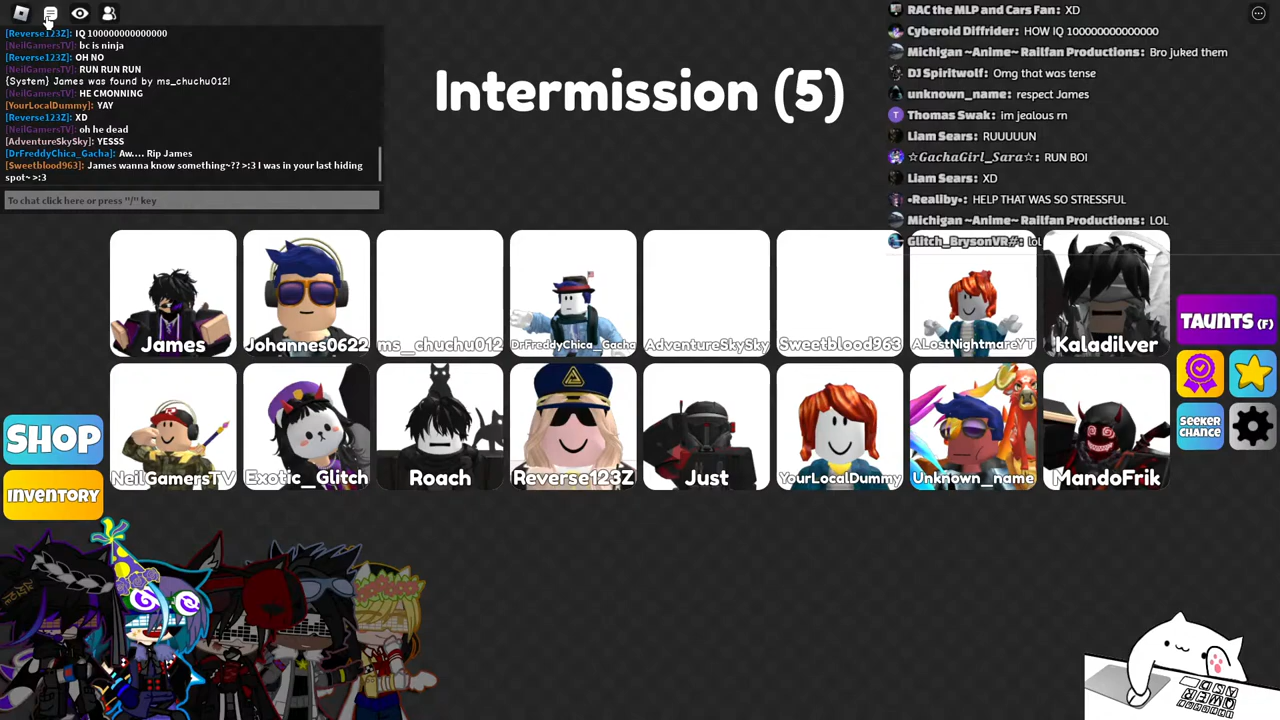 [Reverse123Z]: IQ 100000000000000
[NeilGamersTV]: bc is ninja
[Reverse123Z]: OH NO
[NeilGamersTV]: RUN RUN RUN
{System} James was found by ms_chuchu012!
[NeilGamersTV]: HE CMONNING
[YourLocalDummy]: YAY
[Reverse123Z]: XD
[NeilGamersTV]: oh he dead
[AdventureSkySky]: YESSS
[DrFreddyChica_Gacha]: Aw.... Rip James
[Sweetblood963]: James wanna know something~?? >:3 I was in your last hiding
spot~ >:3
To chat click here or press "/" key
Intermission (5)
RAC the MLP and Cars Fan: XD
Cyberoid Diffrider: HOW IQ 100000000000000
Michigan ~Anime~ Railfan Productions: Bro juked them
DJ Spiritwolf: Omg that was tense
unknown_name: respect James
T Thomas Swak: im jealous rn
Liam Sears: RUUUUUN
☆GachaGirl_Sara☆: RUN BOI
Liam Sears: XD
•Realiby•: HELP THAT WAS SO STRESSFUL
Michigan ~Anime~ Railfan Productions: LOL
Glitch_BrysonVR#: lol
James
Johannes0622
ms_chuchu012
DrFreddyChica_Gacha
AdventureSkySky
Sweetblood963
ALostNightmareYT
Kaladilver
NeilGamersTV
Exotic_Glitch
Roach
Reverse123Z
Just
YourLocalDummy
Unknown_name
MandoFrik
SHOP
INVENTORY
TAUNTS (F)
SEEKER
CHANCE